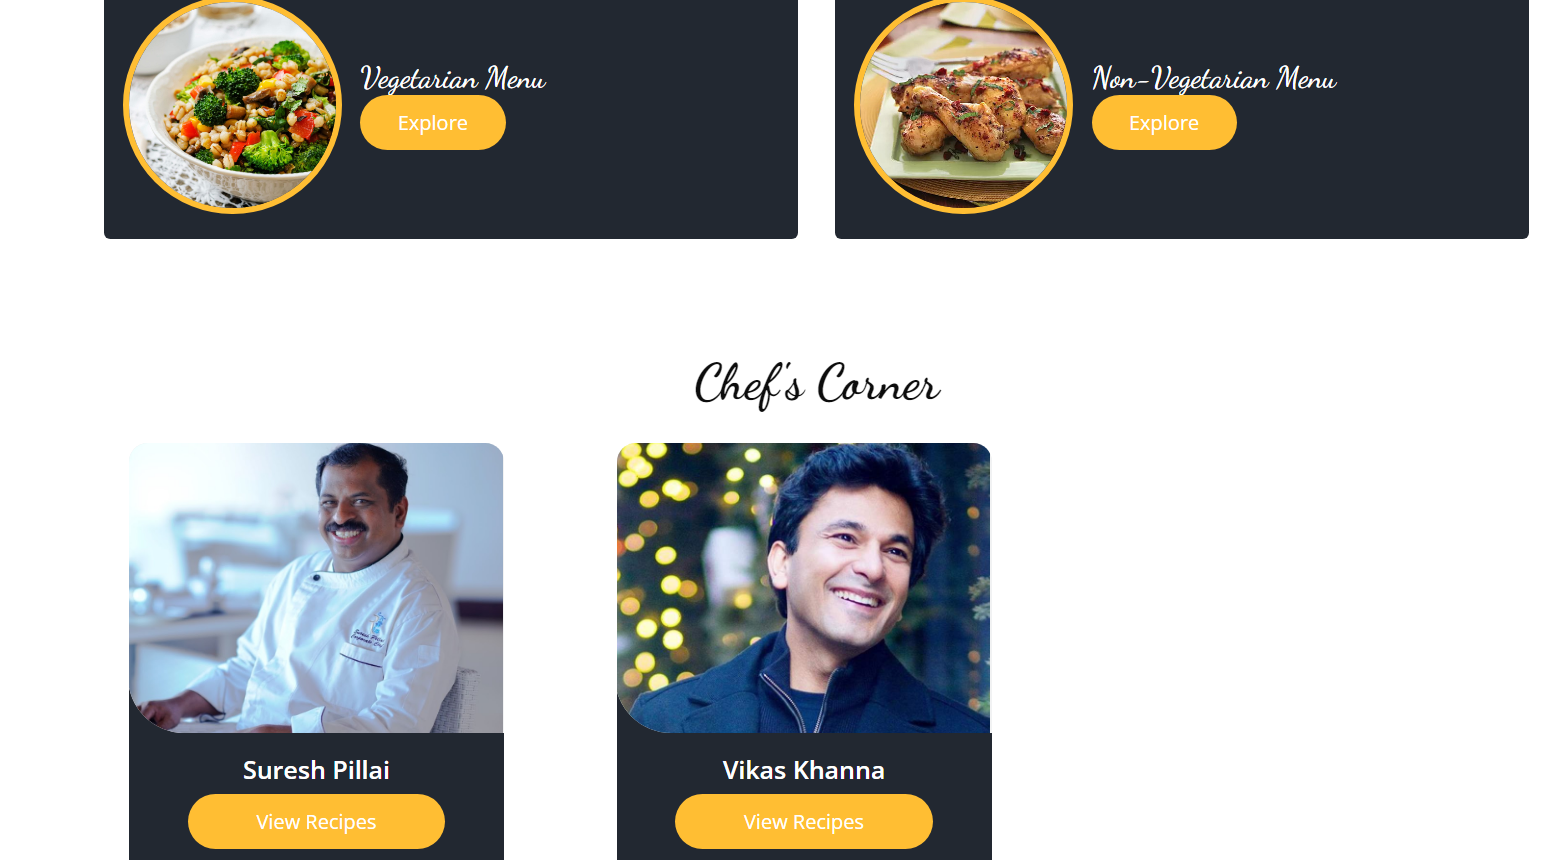 Vegetarian Menu
Explore
Non-Vegetarian Menu
Explore
Chef's Corner
Suresh Pillai
View Recipes
Vikas Khanna
View Recipes